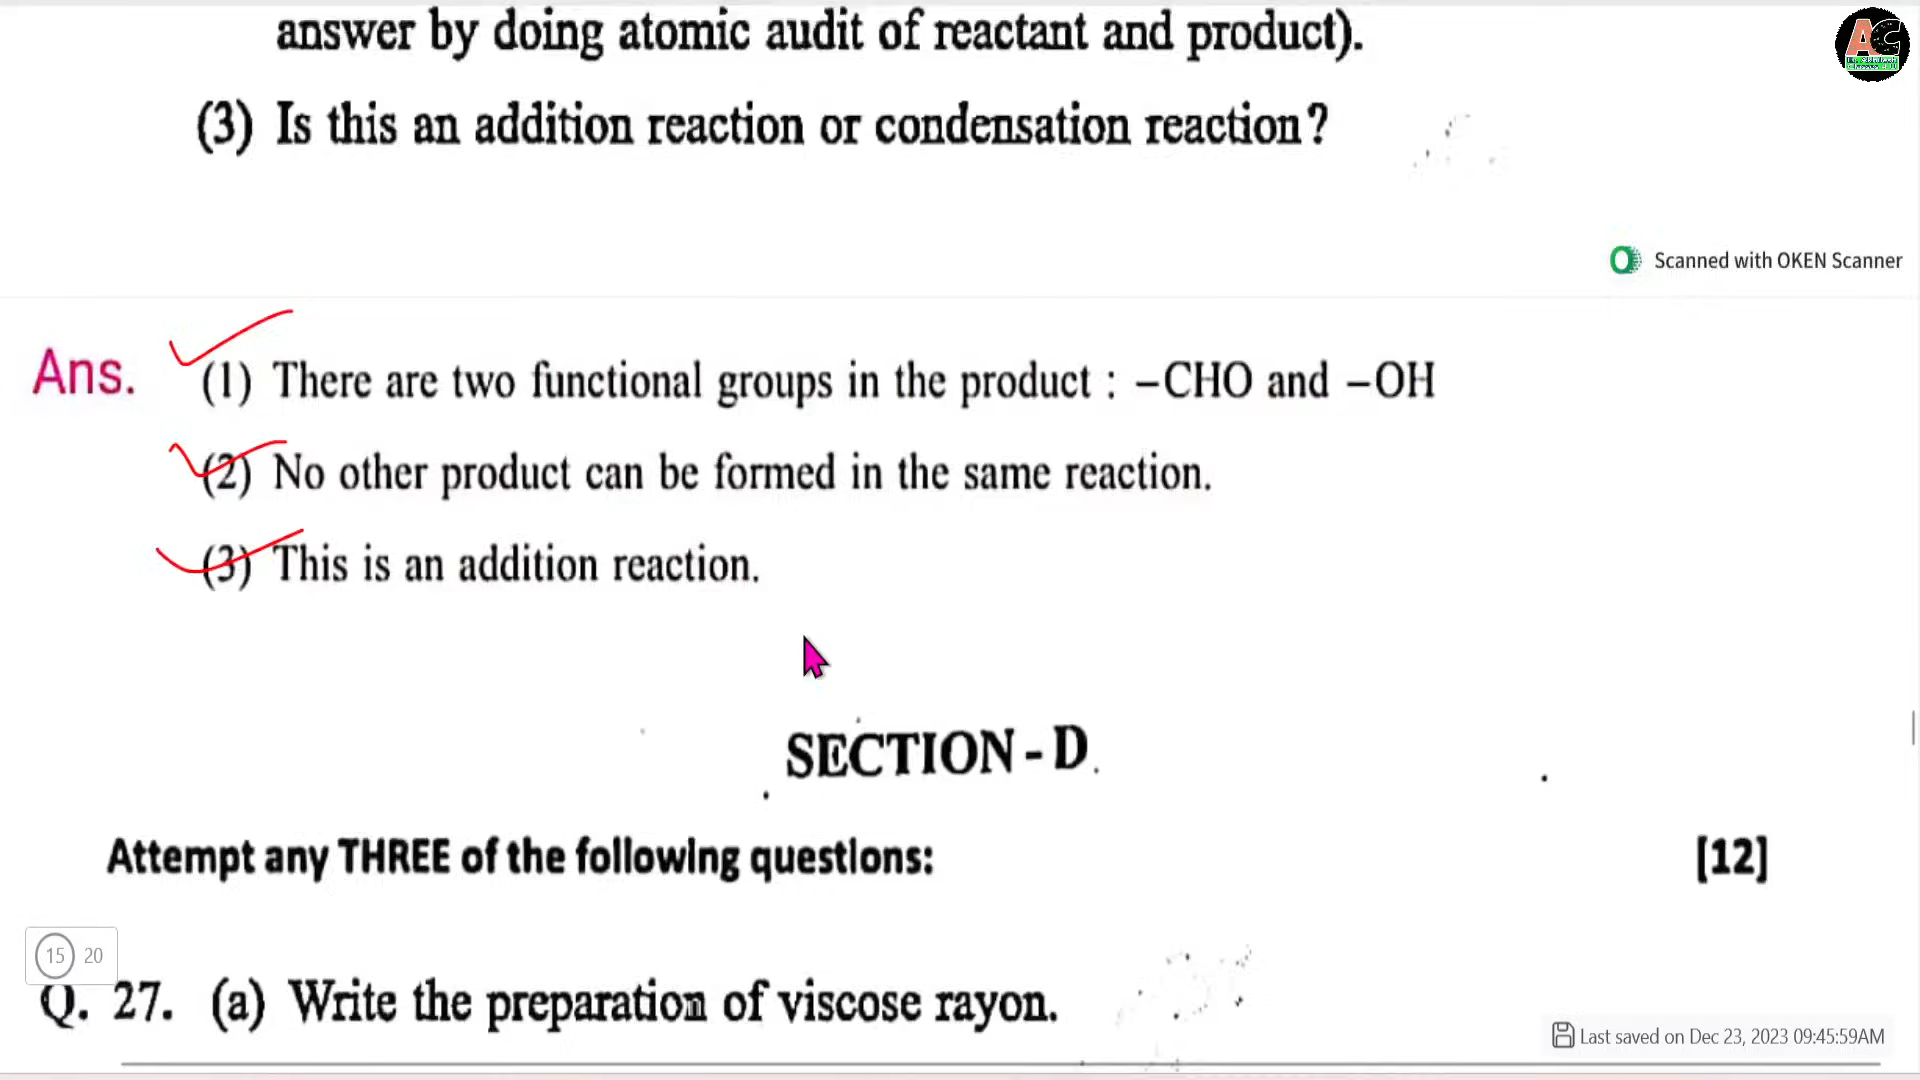 answer by doing atomic audit of reactant and product).
AC
(3) Is this an addition reaction or condensation reaction?
Scanned with OKEN Scanner
Ans. (1) There are two functional groups in the product : –CHO and –OH
(2) No other product can be formed in the same reaction.
(3) This is an addition reaction.
SECTION - D
Attempt any THREE of the following questions: [12]
15 20
Q. 27. (a) Write the preparation of viscose rayon.
Last saved on Dec 23, 2023 09:45:59AM